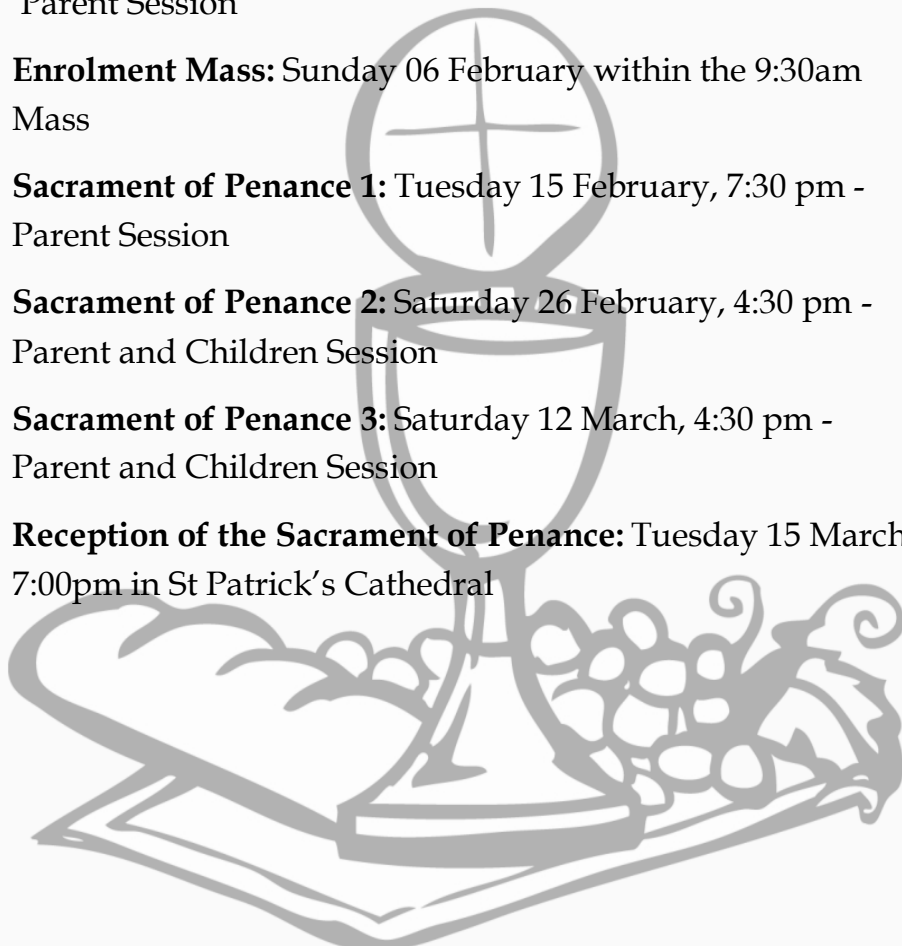 Parent Session
Enrolment Mass: Sunday 06 February within the 9:30am
Mass
Sacrament of Penance 1: Tuesday 15 February, 7:30 pm -
Parent Session
Sacrament of Penance 2: Saturday 26 February, 4:30 pm -
Parent and Children Session
Sacrament of Penance 3: Saturday 12 March, 4:30 pm -
Parent and Children Session
Reception of the Sacrament of Penance: Tuesday 15 March
7:00pm in St Patrick’s Cathedral